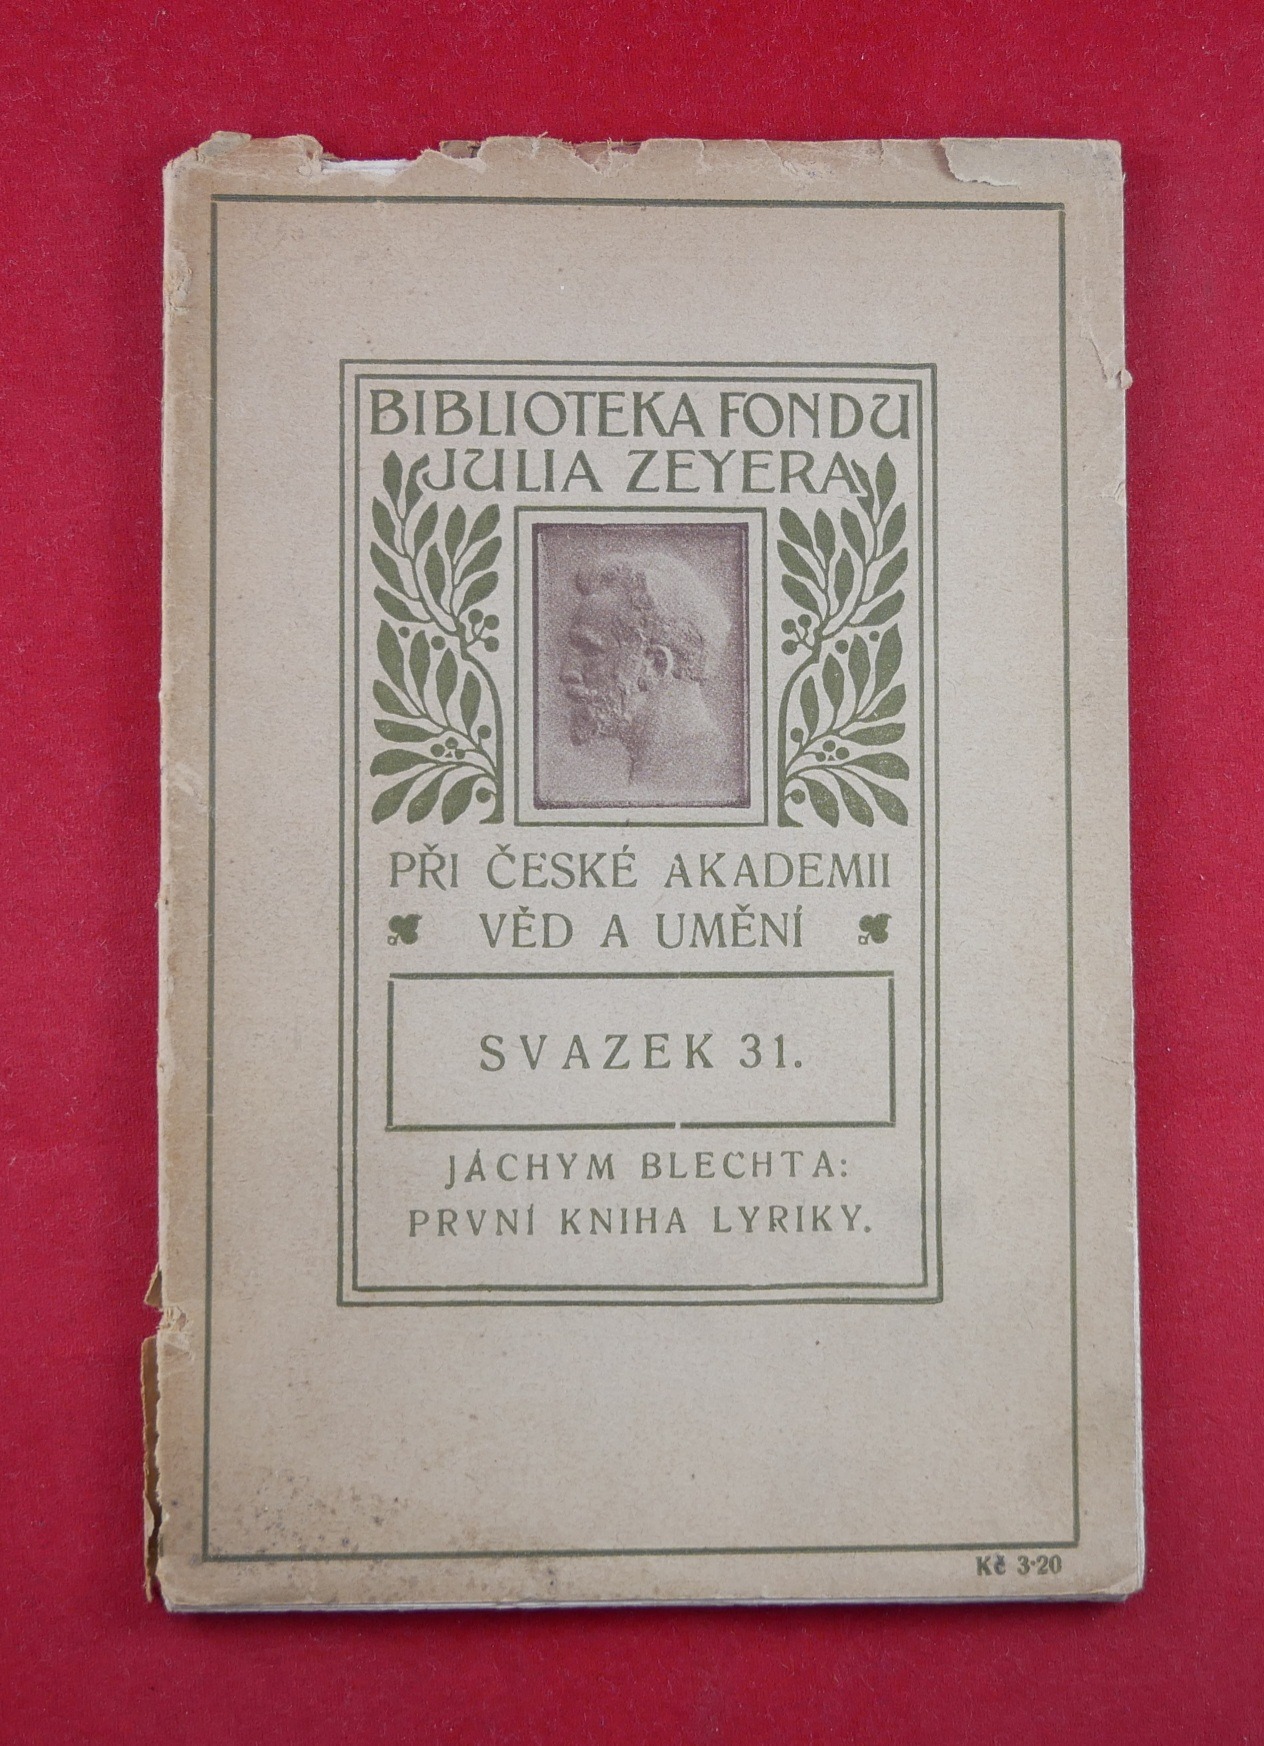 BIBLIOTEKA FONDU
JULIA ZEYERA
PŘI ČESKÉ AKADEMII
VĚD A UMĚNÍ
SVAZEK 31.
JÁCHYM BLECHTA:
PRVNÍ KNIHA LYRIKY.
Kč 3·20